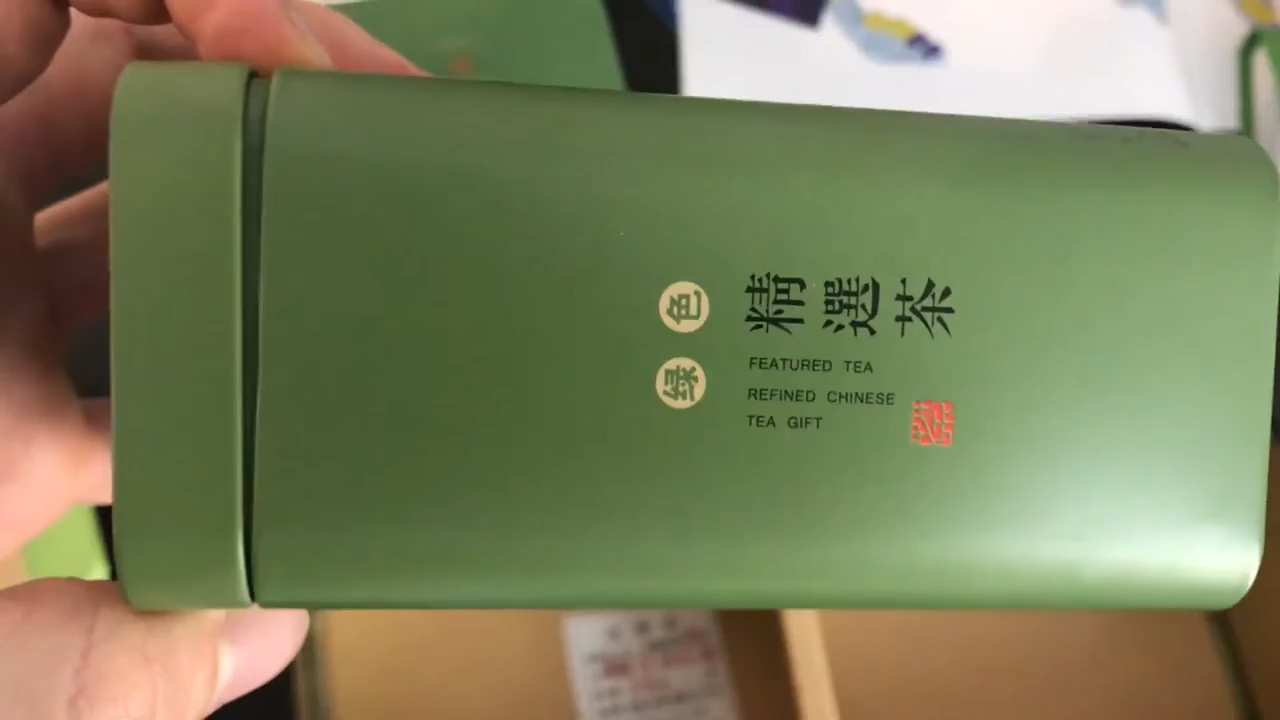 绿色
精選茶
FEATURED TEA
REFINED CHINESE
TEA GIFT